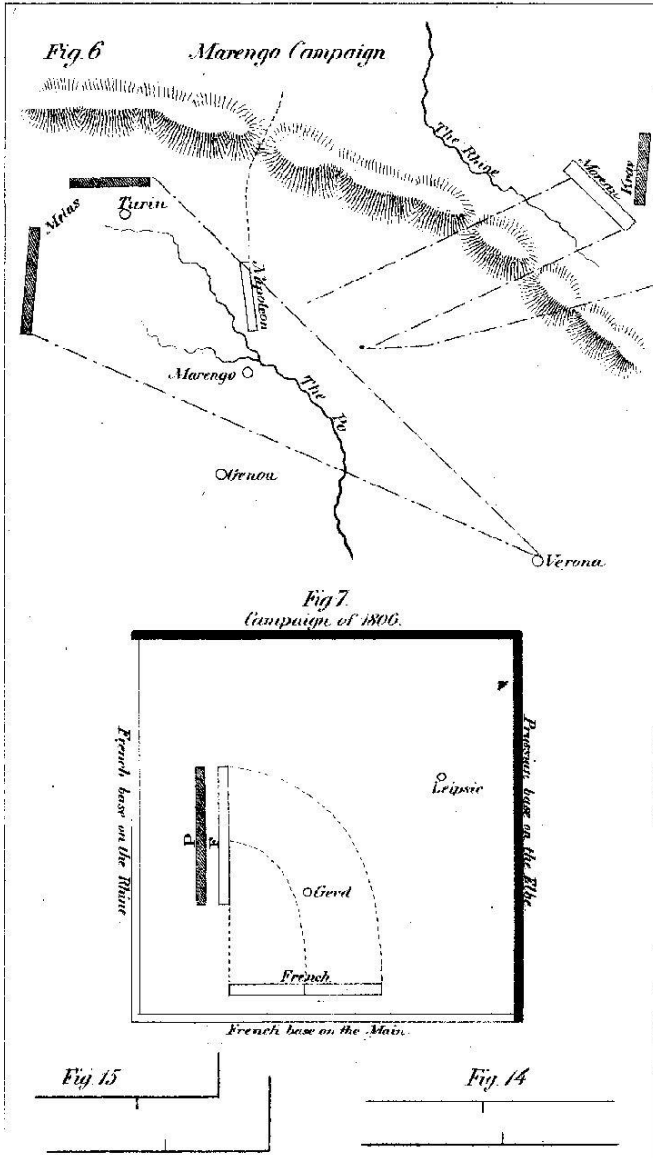 Fig. 6
Marengo Campaign
The Rhine
Moreau
Kray
Melas
Turin
Napoleon
Marengo
The Po
Genoa
Verona
Fig 7.
Campaign of 1806.
French base on the Rhine.
Prussian base on the Elbe.
Leipsic
P
F
Gera
French
French base on the Main.
Fig. 15
Fig. 14